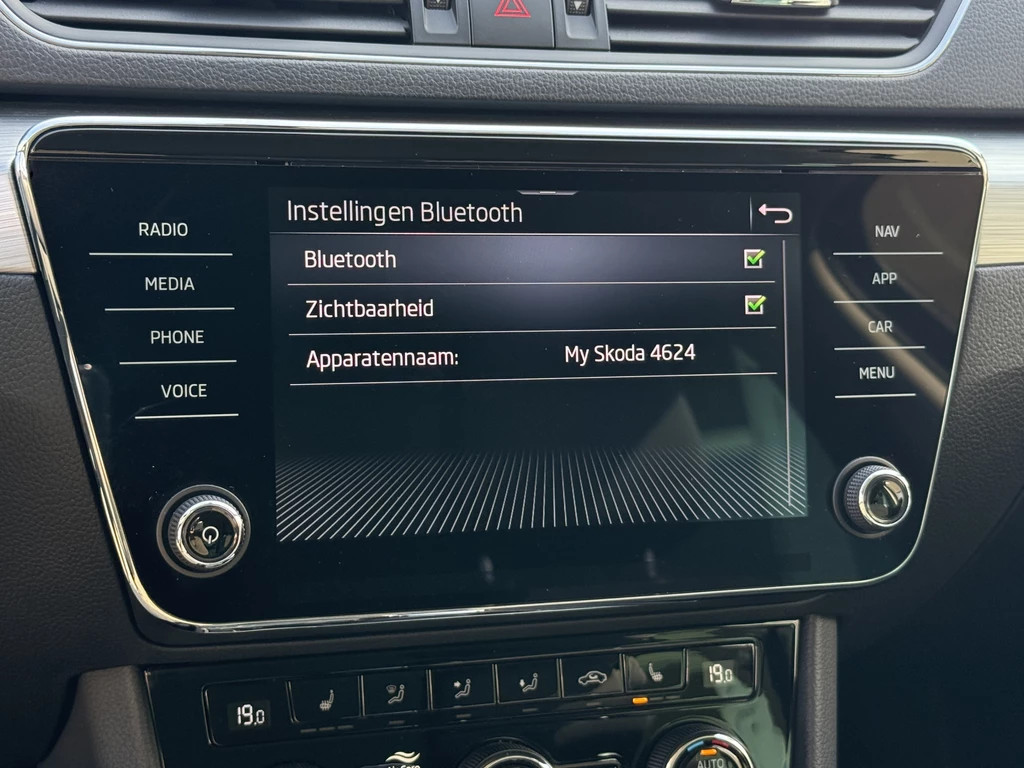 Instellingen Bluetooth
RADIO
MEDIA
PHONE
VOICE
Bluetooth
Zichtbaarheid
Apparatennaam: My Skoda 4624
NAV
APP
CAR
MENU
19.0
19.0
AUTO